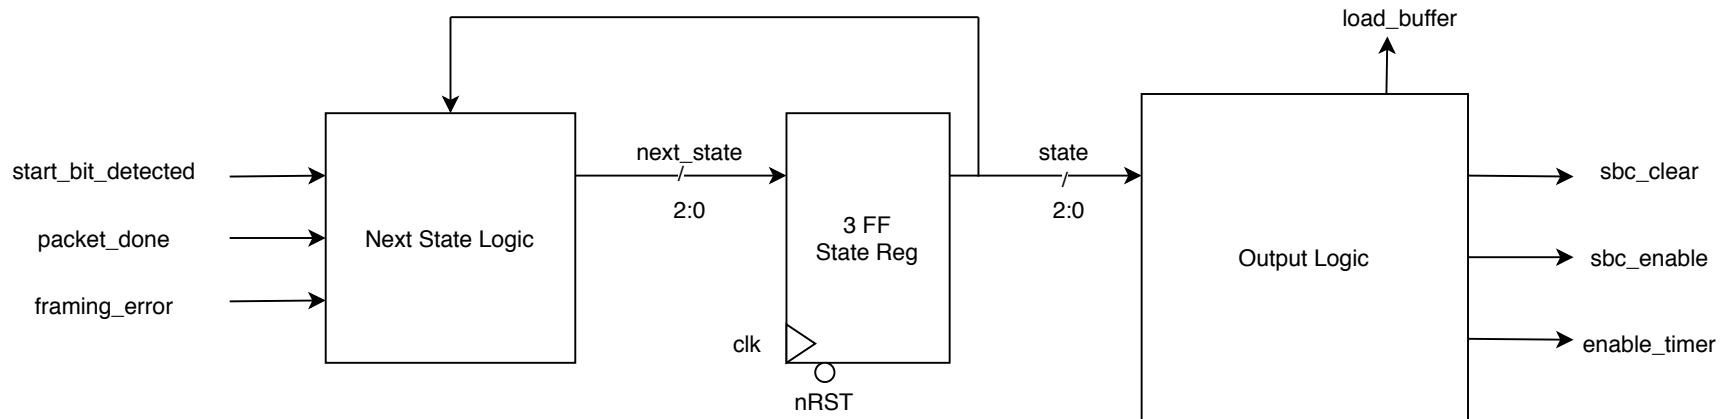 load_buffer
start_bit_detected
packet_done
framing_error
Next State Logic
next_state
2:0
3 FF
State Reg
clk
nRST
state
2:0
Output Logic
sbc_clear
sbc_enable
enable_timer